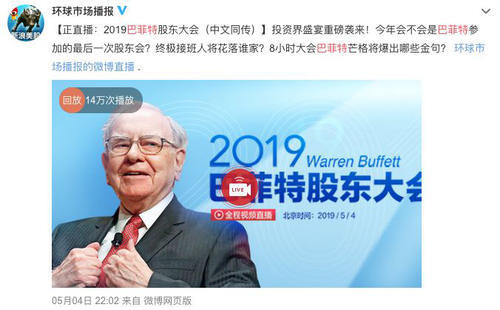 环球市场播报
新浪美股
【正直播：2019巴菲特股东大会（中文同传）】投资界盛宴重磅袭来！今年会不会是巴菲特参
加的最后一次股东会？终极接班人将花落谁家？8小时大会巴菲特芒格将爆出哪些金句？ 环球市
场播报的微博直播 .
回放 14万次播放
2019 Warren Buffett
巴菲特股东大会
LIVE
全程视频直播 北京时间：2019 / 5 / 4
05月04日 22:02 来自 微博网页版